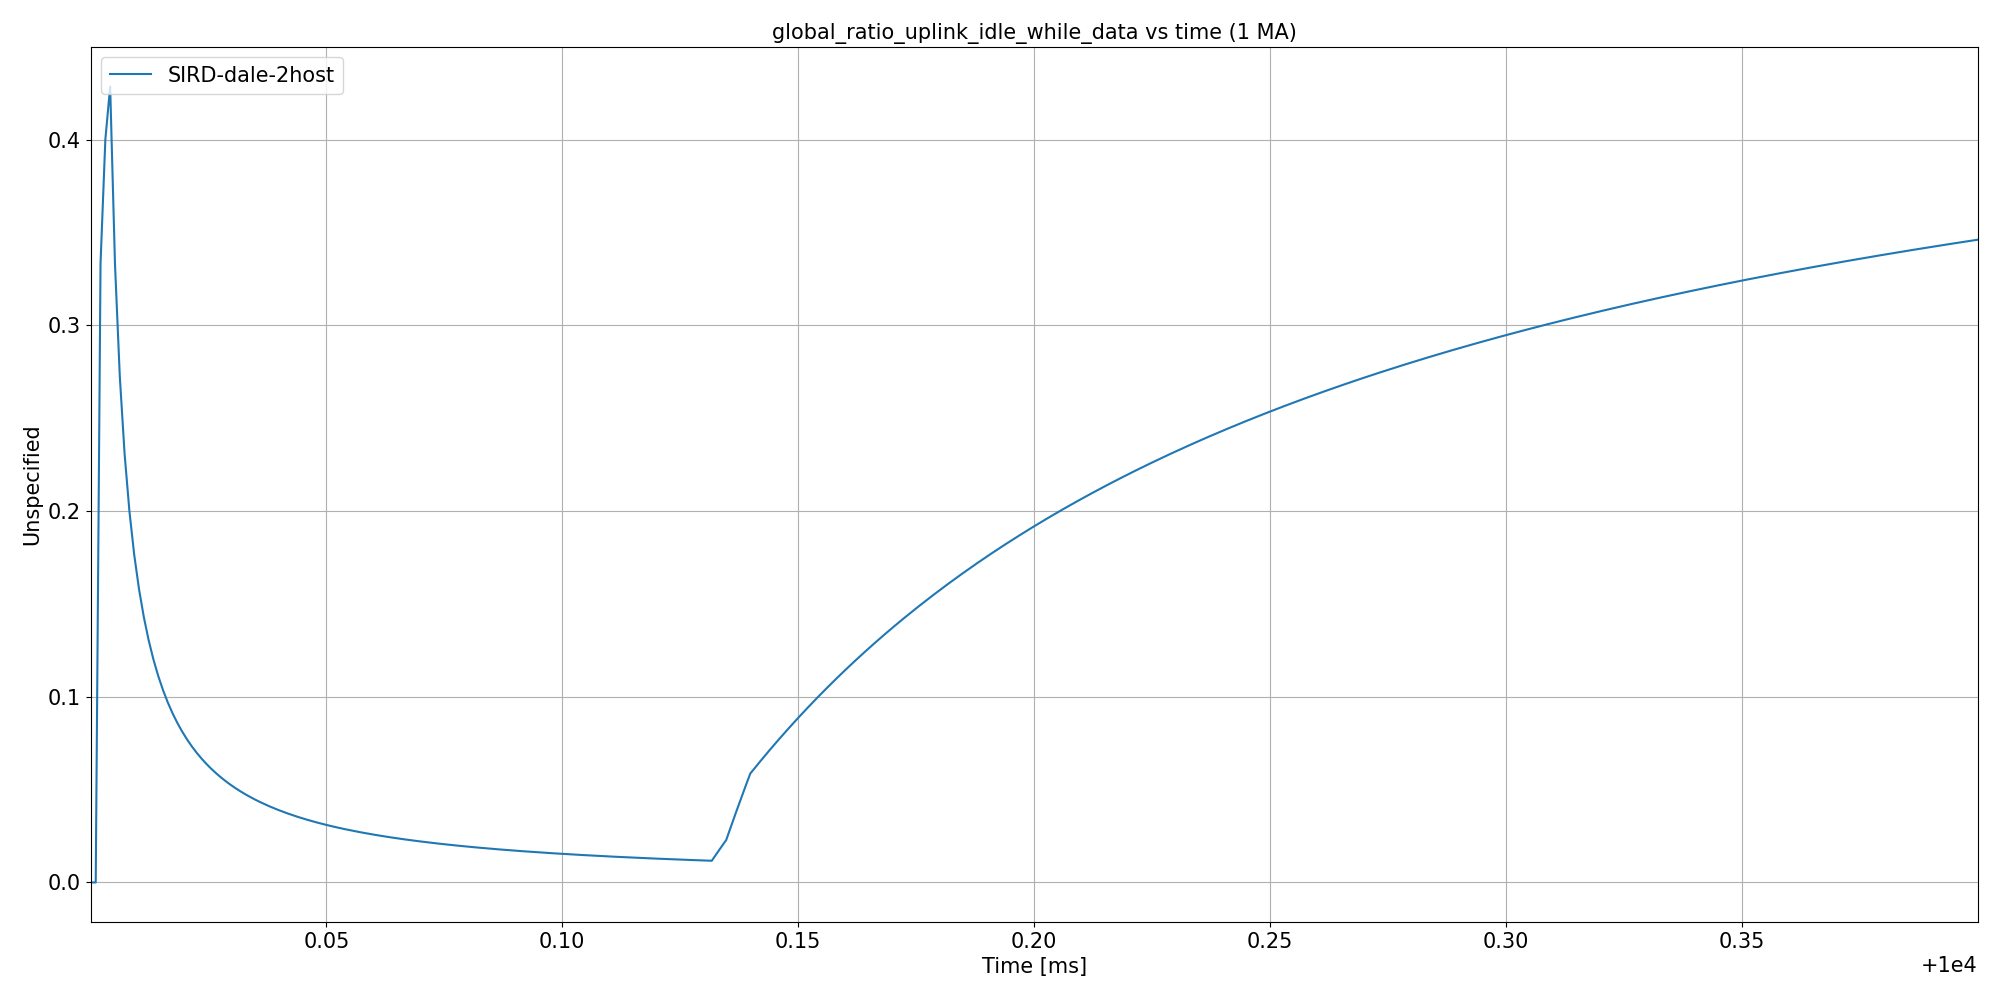 global_ratio_uplink_idle_while_data vs time (1 MA)
SIRD-dale-2host
Unspecified
0.4
0.3
0.2
0.1
0.0
0.05 0.10 0.15 0.20 0.25 0.30 0.35
Time [ms]
+1e4